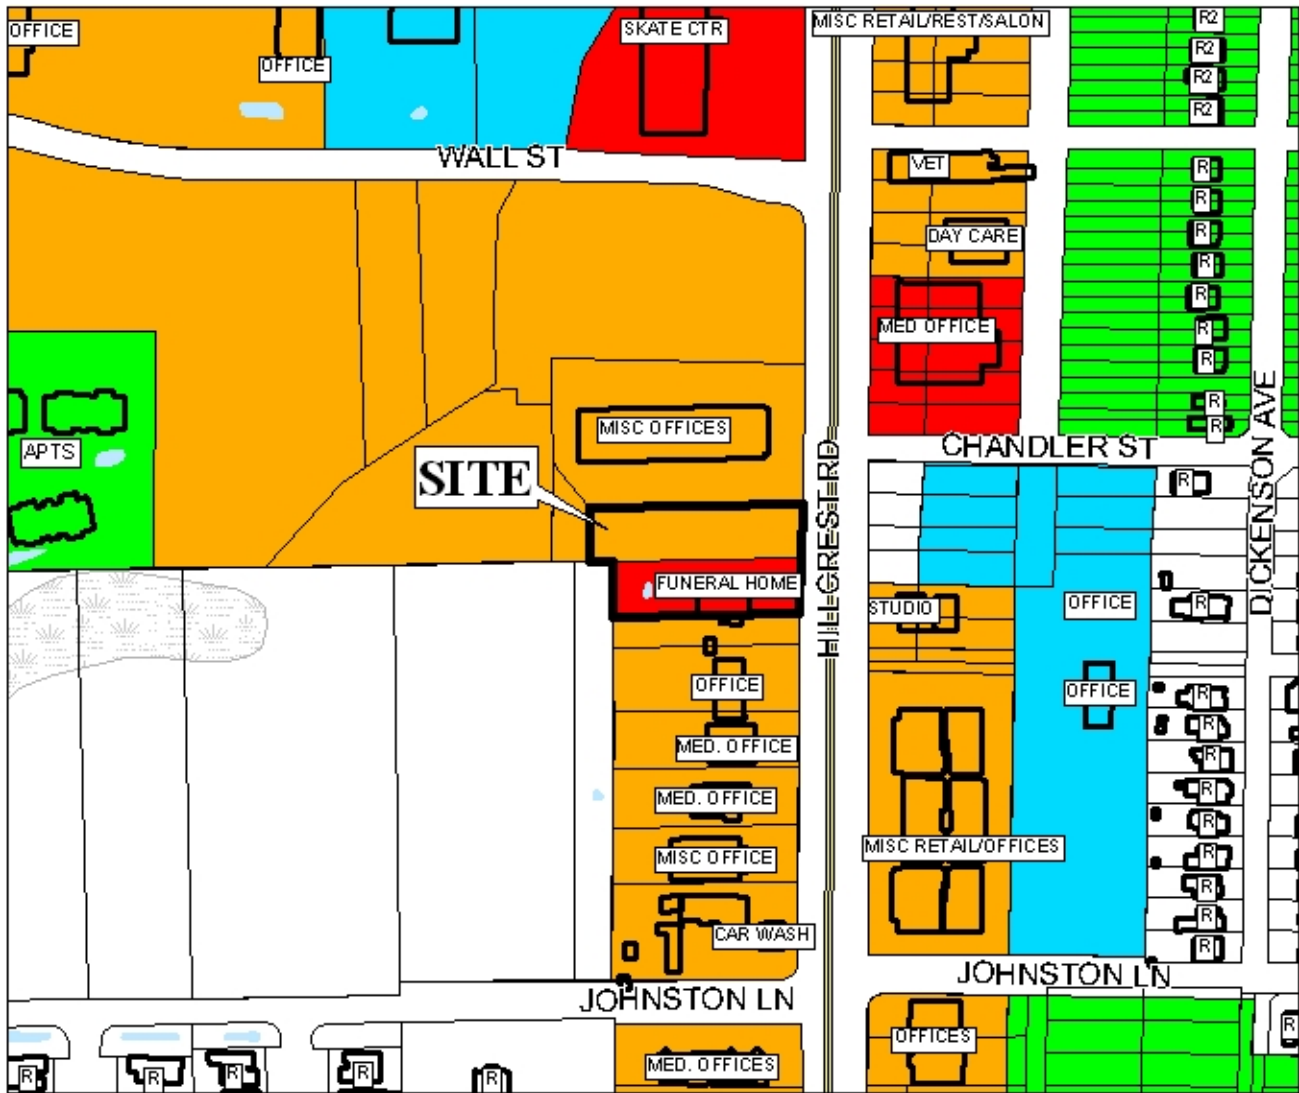 OFFICE
OFFICE
SKATE CTR
MISC RETAIL/REST/SALON
R2
R2
R2
R2
WALL ST
VET
R
R
DAY CARE
R
R
R
MED OFFICE
R
R
R
R
MISC OFFICES
APTS
CHANDLER ST
SITE
R
HILLCREST RD
DICKENSON AVE
FUNERAL HOME
STUDIO
OFFICE
R
OFFICE
OFFICE
R
R
MED. OFFICE
R
MED. OFFICE
R
R
MISC OFFICE
MISC RETAIL/OFFICES
R
R
CAR WASH
R
R
JOHNSTON LN
JOHNSTON LN
OFFICES
R
R
R
R
R
R
MED. OFFICES